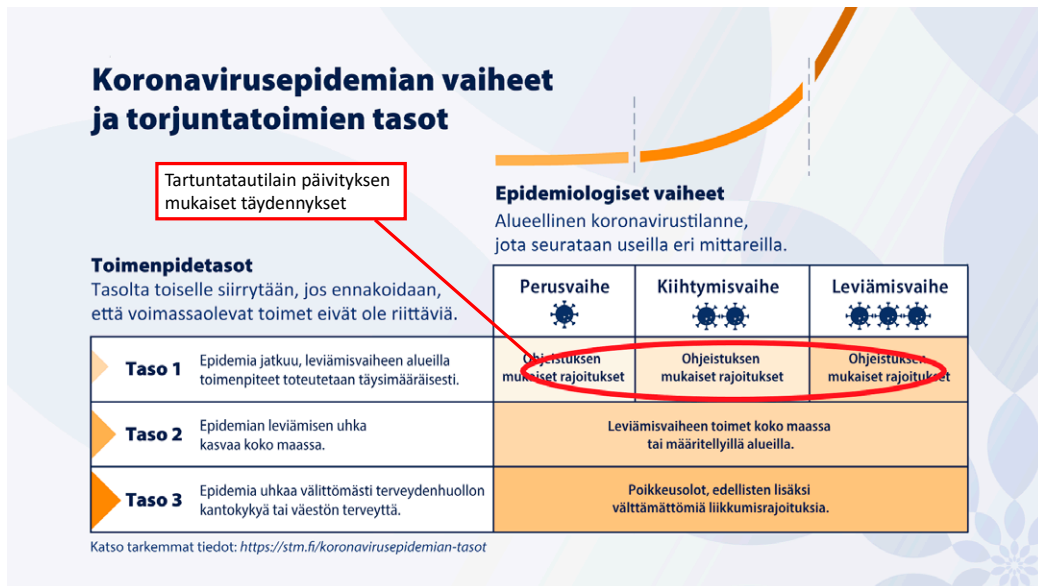 Koronavirusepidemian vaiheet
ja torjuntatoimien tasot
Tartuntatautilain päivityksen
mukaiset täydennykset
Epidemiologiset vaiheet
Alueellinen koronavirustilanne,
jota seurataan useilla eri mittareilla.
Toimenpidetasot
Tasolta toiselle siirrytään, jos ennakoidaan,
että voimassaolevat toimet eivät ole riittäviä.
Perusvaihe
Kiihtymisvaihe
Leviämisvaihe
Taso 1
Epidemia jatkuu, leviämisvaiheen alueilla
toimenpiteet toteutetaan täysimääräisesti.
Ohjeistuksen
mukaiset rajoitukset
Ohjeistuksen
mukaiset rajoitukset
Ohjeistuksen
mukaiset rajoitukset
Taso 2
Epidemian leviämisen uhka
kasvaa koko maassa.
Leviämisvaiheen toimet koko maassa
tai määritellyillä alueilla.
Taso 3
Epidemia uhkaa välittömästi terveydenhuollon
kantokykyä tai väestön terveyttä.
Poikkeusolot, edellisten lisäksi
välttämättömiä liikkumisrajoituksia.
Katso tarkemmat tiedot: https://stm.fi/koronavirusepidemian-tasot